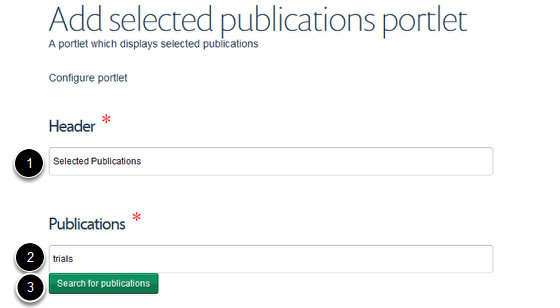 Add selected publications portlet
A portlet which displays selected publications
Configure portlet
Header *
1 Selected Publications
Publications *
2 trials
3 Search for publications